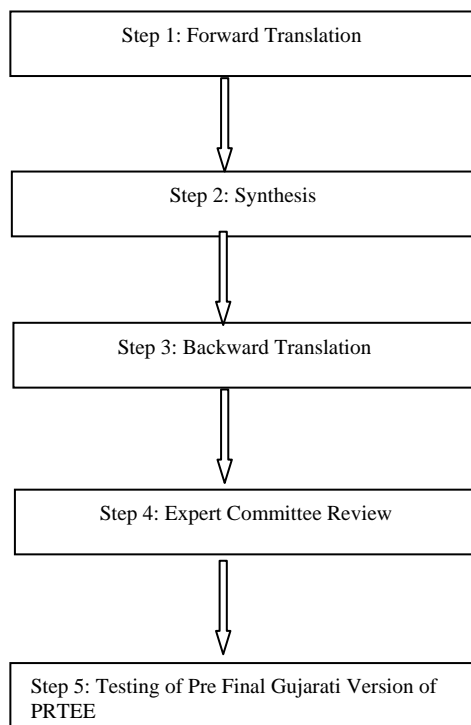 Step 1: Forward Translation
Step 2: Synthesis
Step 3: Backward Translation
Step 4: Expert Committee Review
Step 5: Testing of Pre Final Gujarati Version of
PRTEE